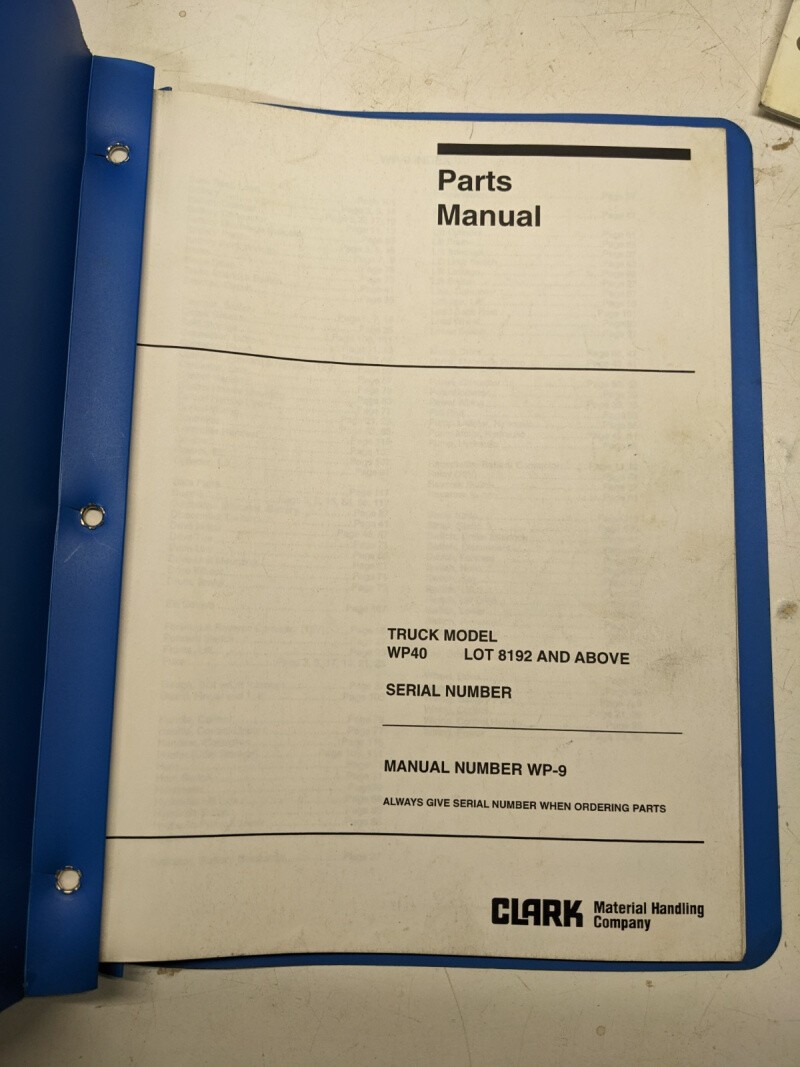 Parts
Manual
TRUCK MODEL
WP40 LOT 8192 AND ABOVE
SERIAL NUMBER
MANUAL NUMBER WP-9
ALWAYS GIVE SERIAL NUMBER WHEN ORDERING PARTS
CLARK Material Handling
Company